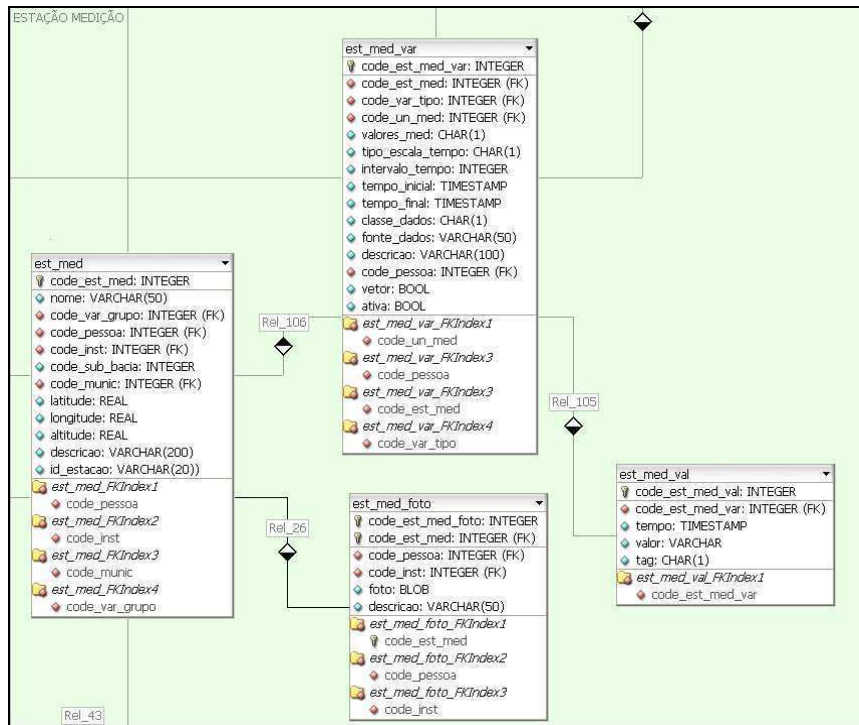 ESTAÇÃO MEDIÇÃO
est_med_var
code_est_med_var: INTEGER
code_est_med: INTEGER (FK)
code_var_tipo: INTEGER (FK)
code_un_med: INTEGER (FK)
valores_med: CHAR(1)
tipo_escala_tempo: CHAR(1)
intervalo_tempo: INTEGER
tempo_inicial: TIMESTAMP
tempo_final: TIMESTAMP
classe_dados: CHAR(1)
fonte_dados: VARCHAR(50)
descricao: VARCHAR(100)
code_pessoa: INTEGER (FK)
vetor: BOOL
ativa: BOOL
est_med_var_FKIndex1
code_un_med
est_med_var_FKIndex3
code_pessoa
est_med_var_FKIndex3
code_est_med
est_med_var_FKIndex4
code_var_tipo
est_med
code_est_med: INTEGER
nome: VARCHAR(50)
code_var_grupo: INTEGER (FK)
code_pessoa: INTEGER (FK)
code_inst: INTEGER (FK)
code_sub_bacia: INTEGER
code_munic: INTEGER (FK)
latitude: REAL
longitude: REAL
altitude: REAL
descricao: VARCHAR(200)
id_estacao: VARCHAR(20))
est_med_FKIndex1
code_pessoa
est_med_FKIndex2
code_inst
est_med_FKIndex3
code_munic
est_med_FKIndex4
code_var_grupo
Rel_106
Rel_105
Rel_26
est_med_foto
code_est_med_foto: INTEGER
code_est_med: INTEGER (FK)
code_pessoa: INTEGER (FK)
code_inst: INTEGER (FK)
foto: BLOB
descricao: VARCHAR(50)
est_med_foto_FKIndex1
code_est_med
est_med_foto_FKIndex2
code_pessoa
est_med_foto_FKIndex3
code_inst
est_med_val
code_est_med_val: INTEGER
code_est_med_var: INTEGER (FK)
tempo: TIMESTAMP
valor: VARCHAR
tag: CHAR(1)
est_med_val_FKIndex1
code_est_med_var
Rel_43